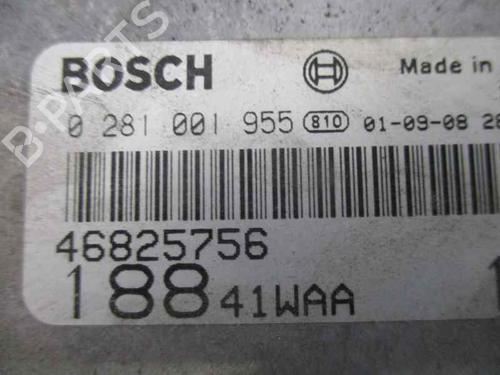 BOSCH Made in
0 281 001 955 810 01-09-08
46825756
188 41WAA
B-PARTS